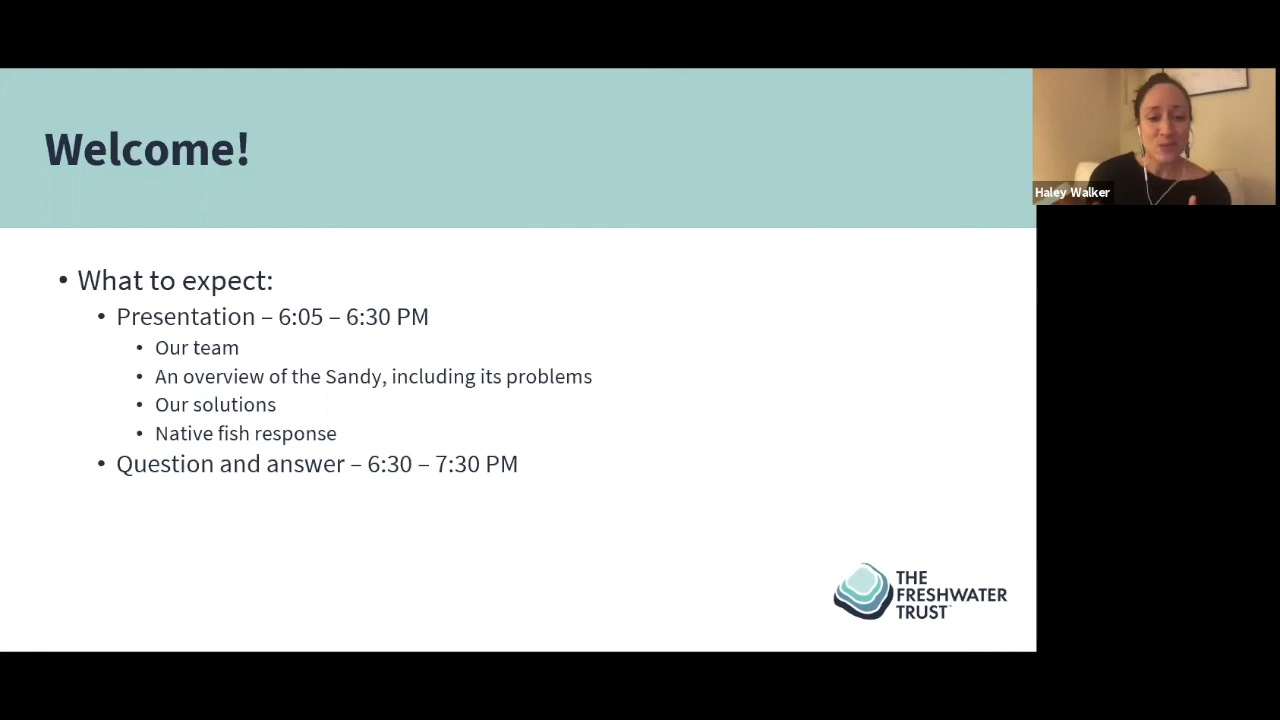 Welcome!
Haley Walker
• What to expect:
• Presentation – 6:05 – 6:30 PM
• Our team
• An overview of the Sandy, including its problems
• Our solutions
• Native fish response
• Question and answer – 6:30 – 7:30 PM
THE
FRESHWATER
TRUST™